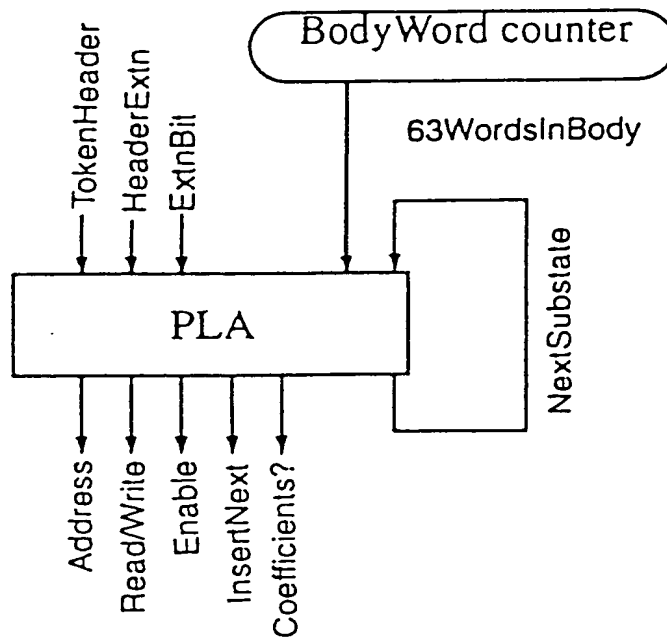 BodyWord counter
63WordsInBody
TokenHeader
HeaderExtn
ExtnBit
PLA
NextSubstate
Address
Read/Write
Enable
InsertNext
Coefficients?